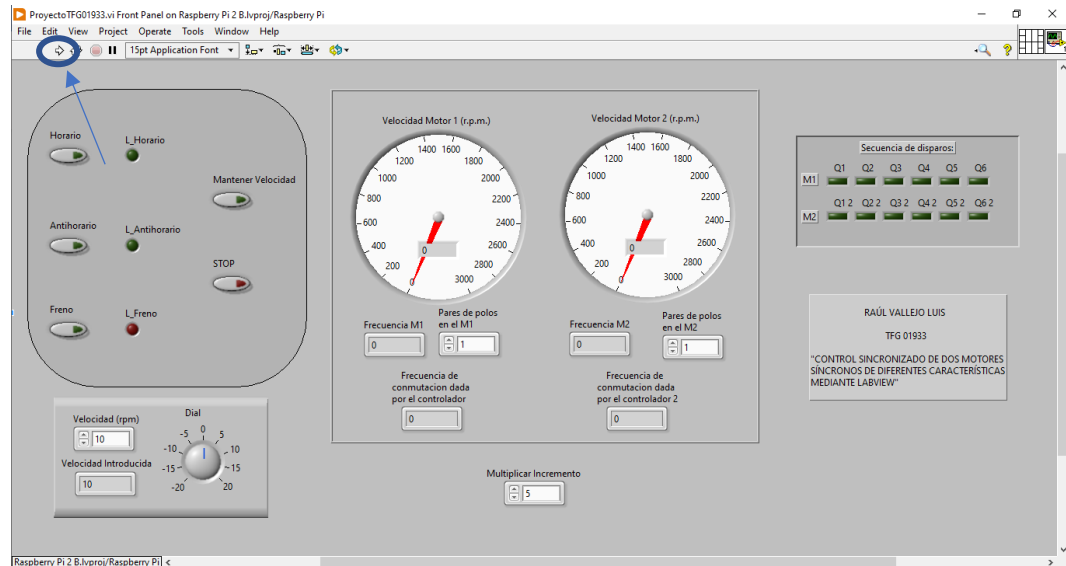 ProyectoTFG01933.vi Front Panel on Raspberry Pi 2 B.lvproj/Raspberry Pi
File Edit View Project Operate Tools Window Help
15pt Application Font
Horario
L_Horario
Mantener Velocidad
Antihorario
L_Antihorario
STOP
Freno
L_Freno
Velocidad (rpm)
10
Velocidad Introducida
10
Dial
-20 -15 -10 -5 0 5 10 15 20
Velocidad Motor 1 (r.p.m.)
0 200 400 600 800 1000 1200 1400 1600 1800 2000 2200 2400 2600 2800 3000
0
Frecuencia M1
0
Pares de polos
en el M1
1
Frecuencia de
conmutacion dada
por el controlador
0
Velocidad Motor 2 (r.p.m.)
0 200 400 600 800 1000 1200 1400 1600 1800 2000 2200 2400 2600 2800 3000
0
Frecuencia M2
0
Pares de polos
en el M2
1
Frecuencia de
conmutacion dada
por el controlador 2
0
Multiplicar Incremento
5
Secuencia de disparos:
Q1 Q2 Q3 Q4 Q5 Q6
M1
Q1 2 Q2 2 Q3 2 Q4 2 Q5 2 Q6 2
M2
RAÚL VALLEJO LUIS
TFG 01933
"CONTROL SINCRONIZADO DE DOS MOTORES
SÍNCRONOS DE DIFERENTES CARACTERÍSTICAS
MEDIANTE LABVIEW"
Raspberry Pi 2 B.lvproj/Raspberry Pi